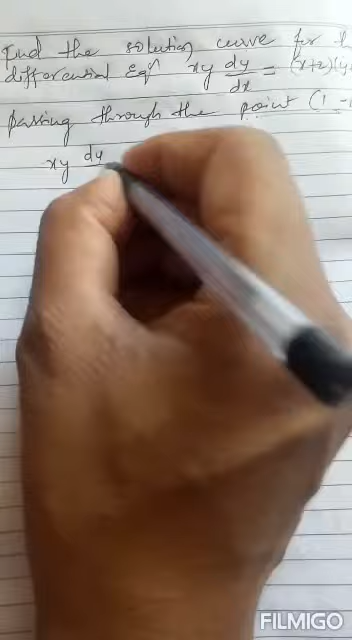 Find the solution curve for
differential Eqn xy dy/dx = (x+2)(y
passing through the point (1,
xy dy
FILMIGO